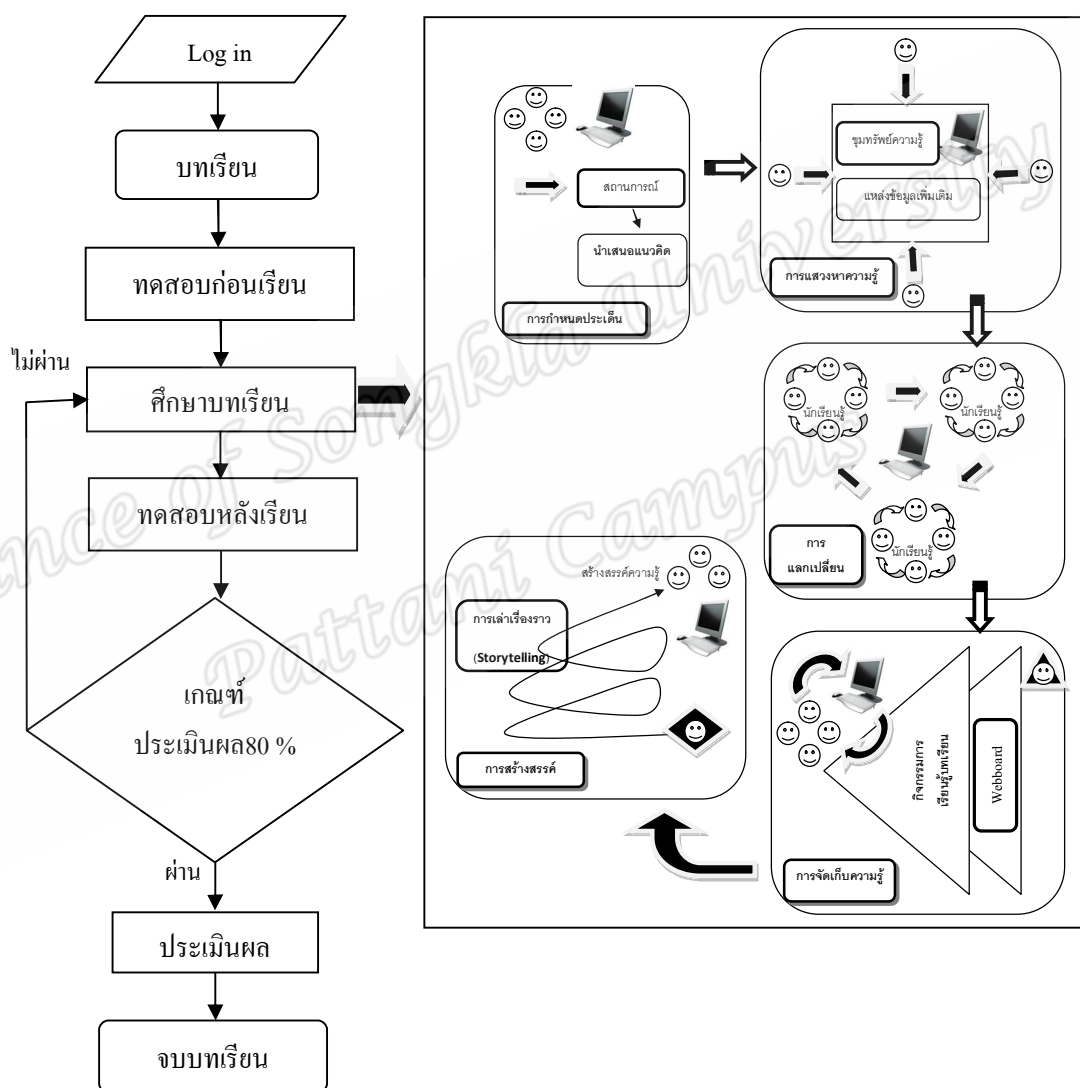 Log in
บทเรียน
ทดสอบก่อนเรียน
ไม่ผ่าน
ศึกษาบทเรียน
ทดสอบหลังเรียน
เกณฑ์
ประเมินผล80 %
ผ่าน
ประเมินผล
จบบทเรียน
สถานการณ์
นำเสนอแนวคิด
การกำหนดประเด็น
ขุมทรัพย์ความรู้
แหล่งข้อมูลเพิ่มเติม
การแสวงหาความรู้
นักเรียนรู้
นักเรียนรู้
นักเรียนรู้
การ
แลกเปลี่ยน
กิจกรรมการ
เรียนรู้บทเรียน
Webboard
การจัดเก็บความรู้
สร้างสรรค์ความรู้
การเล่าเรื่องราว
(Storytelling)
การสร้างสรรค์
of Songkla University
Pattani Campus